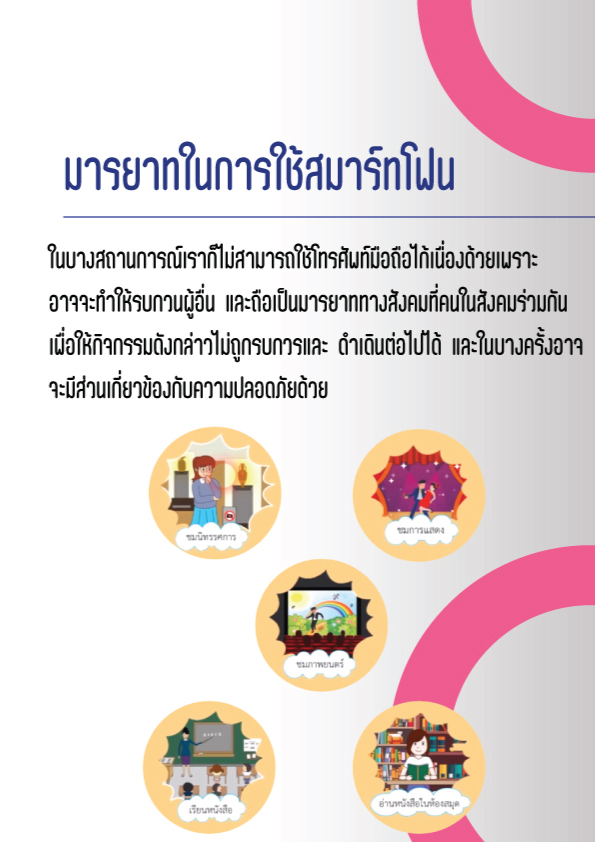 มารยาทในการใช้สมาร์ทโฟน
ในบางสถานการณ์เราก็ไม่สามารถใช้โทรศัพท์มือถือได้เนื่องด้วยเพราะ
อาจจะทำให้รบกวนผู้อื่น และถือเป็นมารยาททางสังคมที่คนในสังคมร่วมกัน
เพื่อให้กิจกรรมดังกล่าวไม่ถูกรบการและ ดำเดินต่อไปได้ และในบางครั้งอาจ
จะมีส่วนเกี่ยวข้องกับความปลอดภัยด้วย
ชมนิทรรศการ
ชมการแสดง
ชมภาพยนตร์
เรียนหนังสือ
อ่านหนังสือในห้องสมุด